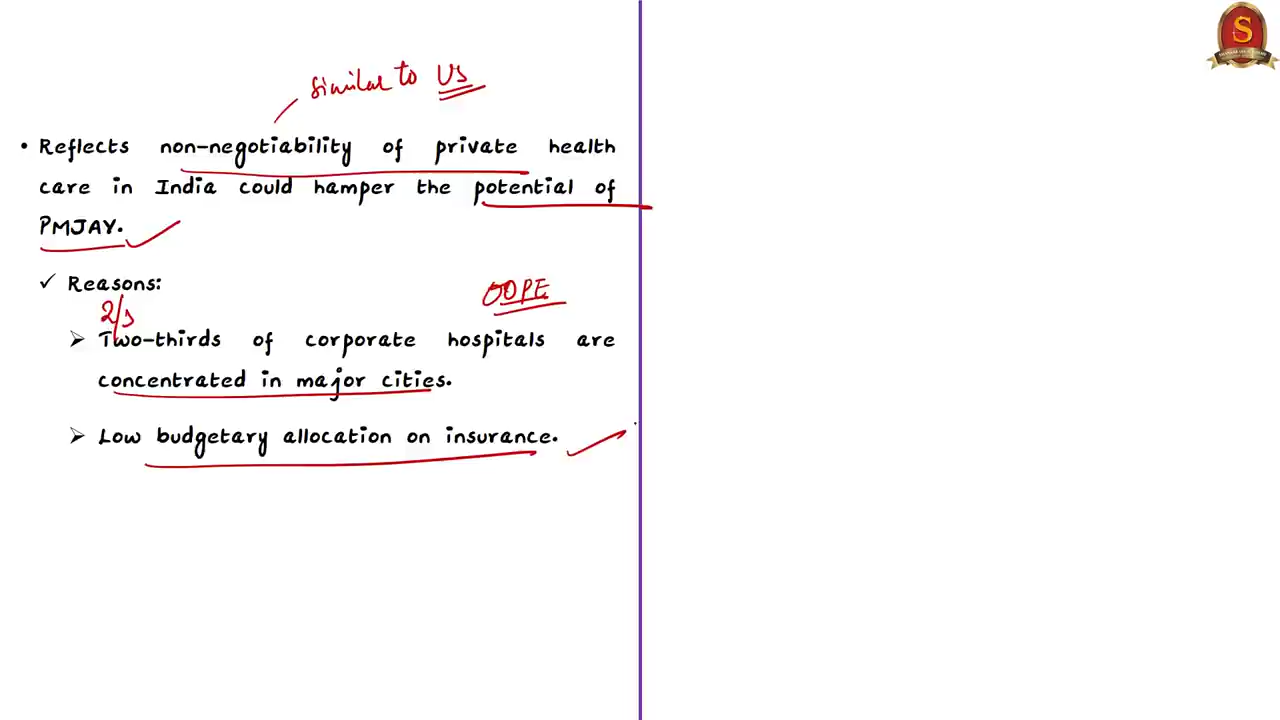 Similar to US
• Reflects non-negotiability of private health
care in India could hamper the potential of
PMJAY.
✓ Reasons:
OOPE
2/3
➢ Two-thirds of corporate hospitals are
concentrated in major cities.
➢ Low budgetary allocation on insurance.
S